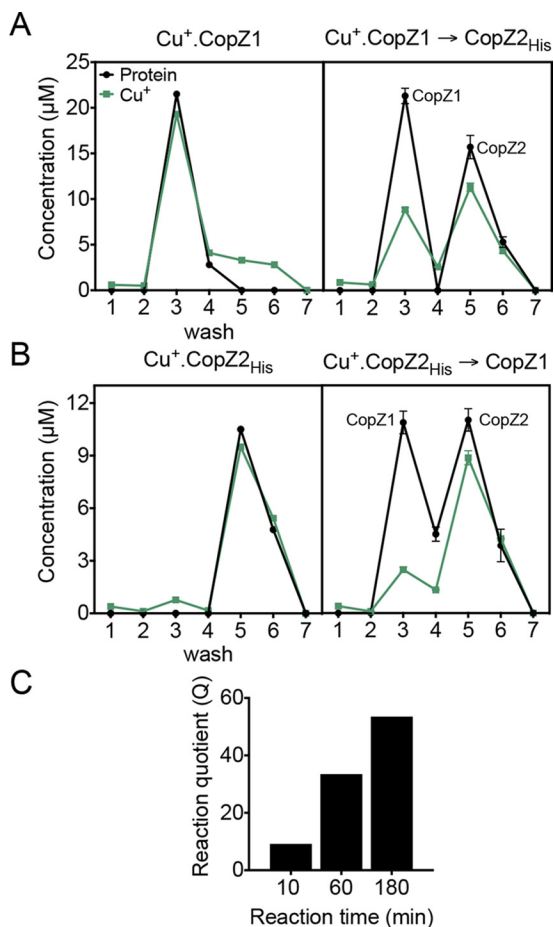 A
Cu⁺.CopZ1
Cu⁺.CopZ1 → CopZ2His
Concentration (µM)
25
20
15
10
5
0
Protein
Cu⁺
CopZ1
CopZ2
1 2 3 4 5 6 7
1 2 3 4 5 6 7
wash
B
Cu⁺.CopZ2His
Cu⁺.CopZ2His → CopZ1
Concentration (µM)
12
9
6
3
0
CopZ1
CopZ2
1 2 3 4 5 6 7
1 2 3 4 5 6 7
wash
C
Reaction quotient (Q)
60
40
20
0
10 60 180
Reaction time (min)